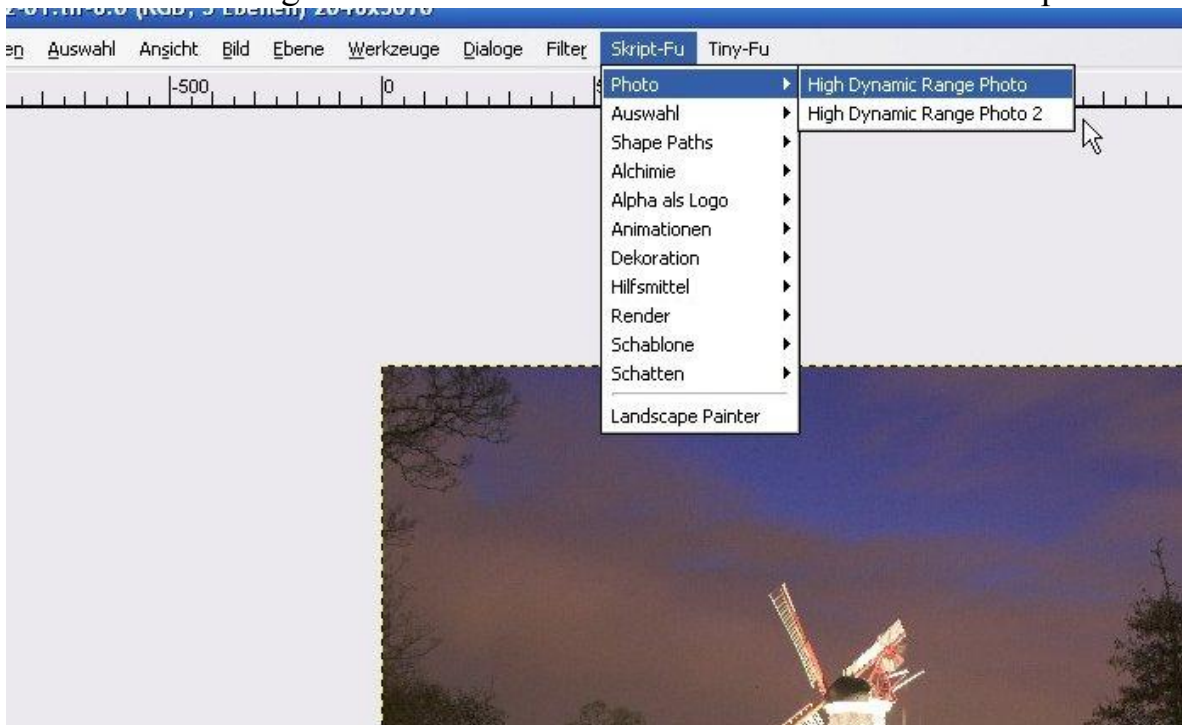 Auswahl Ansicht Bild Ebene Werkzeuge Dialoge Filter Skript-Fu Tiny-Fu
-500 0
Photo
High Dynamic Range Photo
Auswahl
High Dynamic Range Photo 2
Shape Paths
Alchimie
Alpha als Logo
Animationen
Dekoration
Hilfsmittel
Render
Schablone
Schatten
Landscape Painter